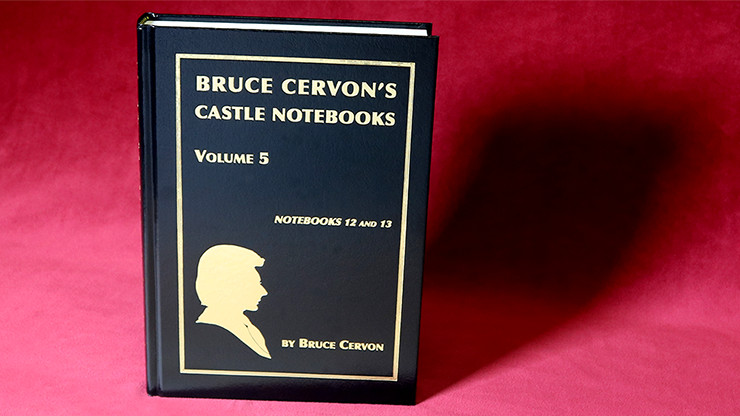 BRUCE CERVON'S
CASTLE NOTEBOOKS
VOLUME 5
NOTEBOOKS 12 AND 13
BY BRUCE CERVON